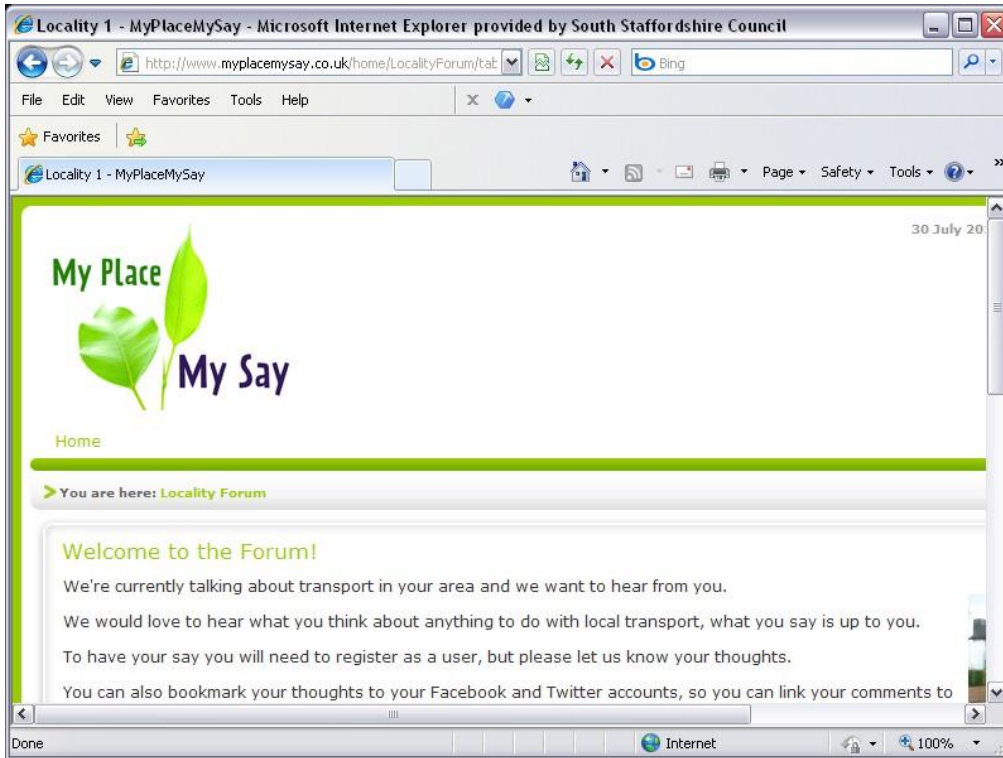 Locality 1 - MyPlaceMySay - Microsoft Internet Explorer provided by South Staffordshire Council
http://www.myplacemysay.co.uk/home/LocalityForum/tab
Bing
File Edit View Favorites Tools Help
x
Favorites
Locality 1 - MyPlaceMySay
Page Safety Tools
30 July 20
My Place
My Say
Home
You are here: Locality Forum
Welcome to the Forum!
We're currently talking about transport in your area and we want to hear from you.
We would love to hear what you think about anything to do with local transport, what you say is up to you.
To have your say you will need to register as a user, but please let us know your thoughts.
You can also bookmark your thoughts to your Facebook and Twitter accounts, so you can link your comments to
Done Internet 100%